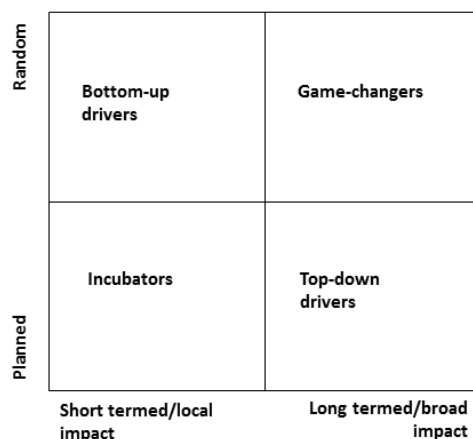 Random
Bottom-up
drivers
Game-changers
Incubators
Top-down
drivers
Planned
Short termed/local
impact
Long termed/broad
impact